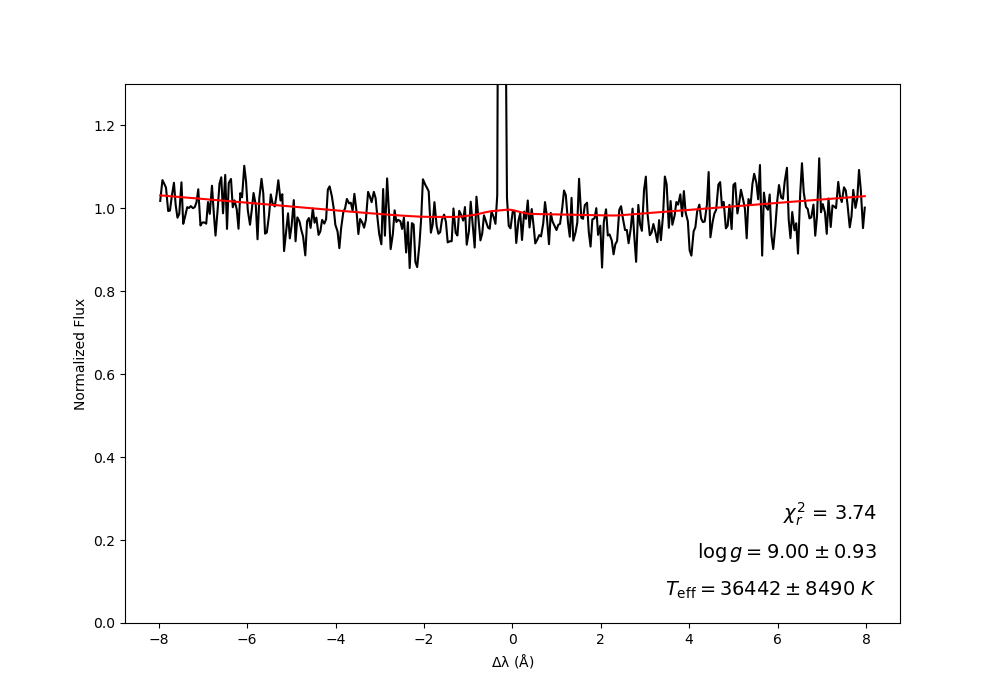 1.2
1.0
0.8
0.6
0.4
0.2
0.0
Normalized Flux
χ²ᵣ = 3.74
log g = 9.00 ± 0.93
T_eff = 36442 ± 8490 K
−8 −6 −4 −2 0 2 4 6 8
Δλ (Å)